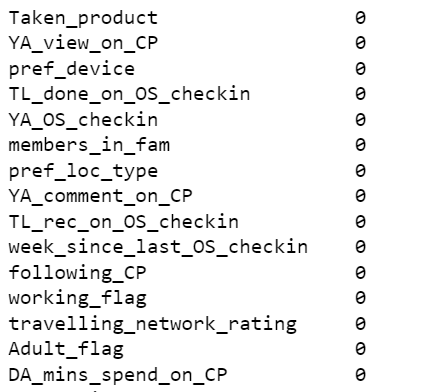 Taken_product 0
YA_view_on_CP 0
pref_device 0
TL_done_on_OS_checkin 0
YA_OS_checkin 0
members_in_fam 0
pref_loc_type 0
YA_comment_on_CP 0
TL_rec_on_OS_checkin 0
week_since_last_OS_checkin 0
following_CP 0
working_flag 0
travelling_network_rating 0
Adult_flag 0
DA_mins_spend_on_CP 0